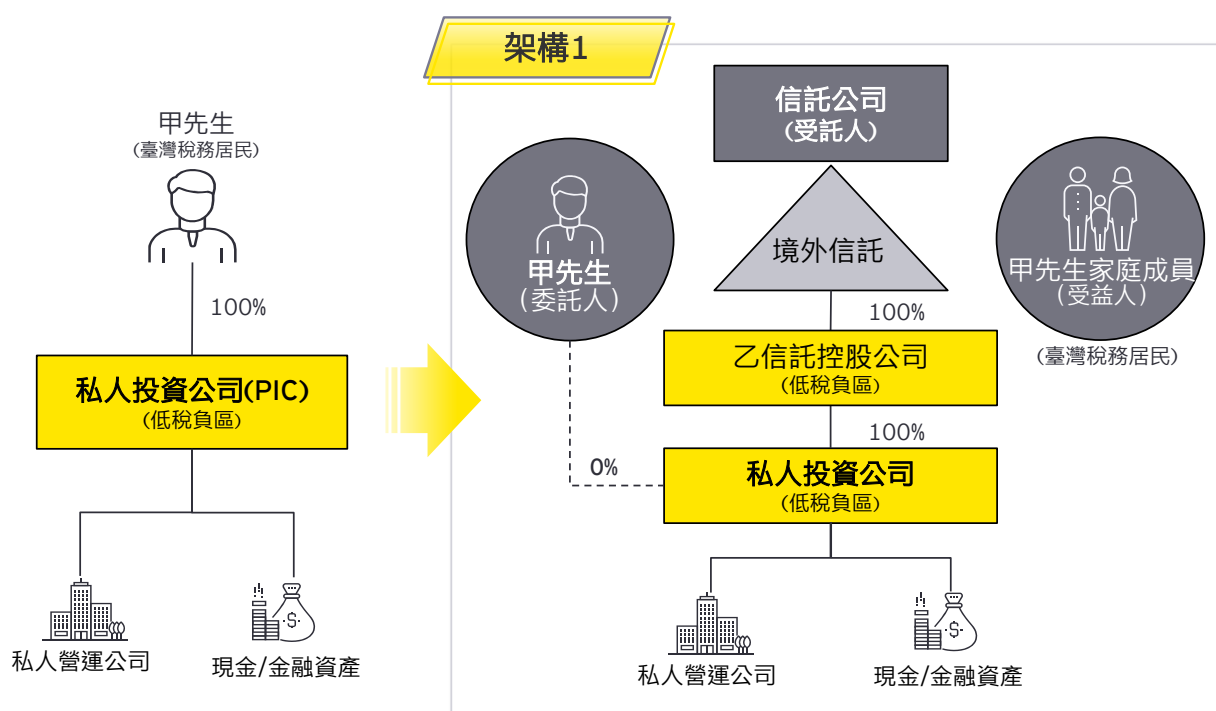 架構1
甲先生
(臺灣稅務居民)
100%
私人投資公司(PIC)
(低稅負區)
私人營運公司
現金/金融資產
信託公司
(受託人)
甲先生
(委託人)
境外信託
甲先生家庭成員
(受益人)
(臺灣稅務居民)
100%
乙信託控股公司
(低稅負區)
100%
0%
私人投資公司
(低稅負區)
私人營運公司
現金/金融資產